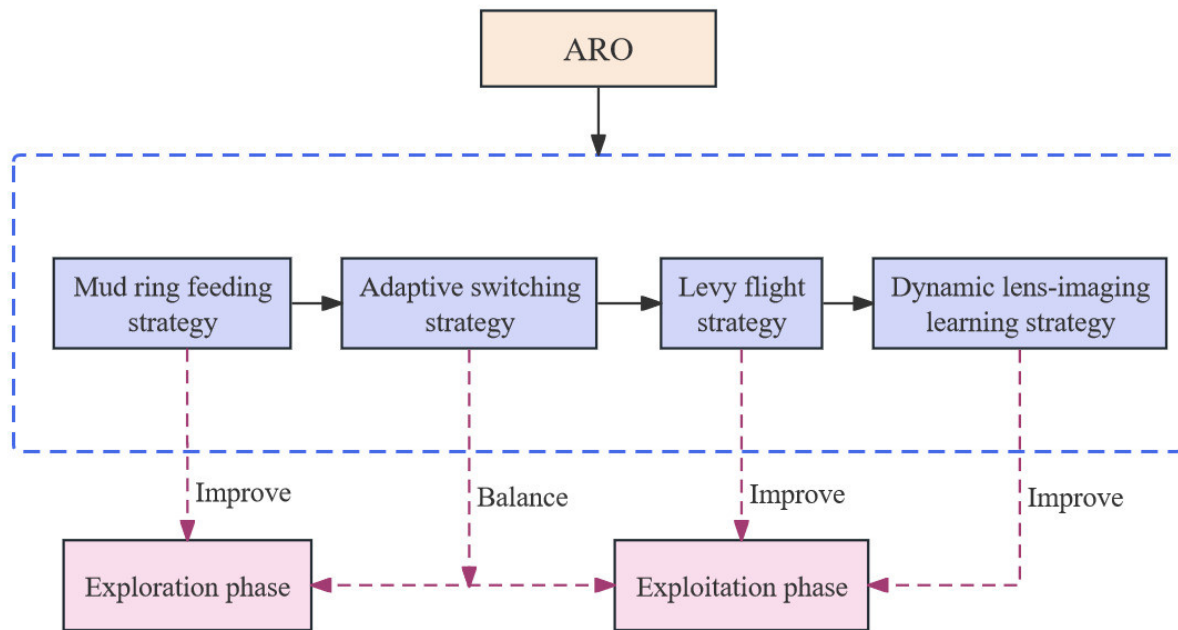 ARO
Mud ring feeding
strategy
Adaptive switching
strategy
Levy flight
strategy
Dynamic lens-imaging
learning strategy
Improve
Balance
Improve
Improve
Exploration phase
Exploitation phase